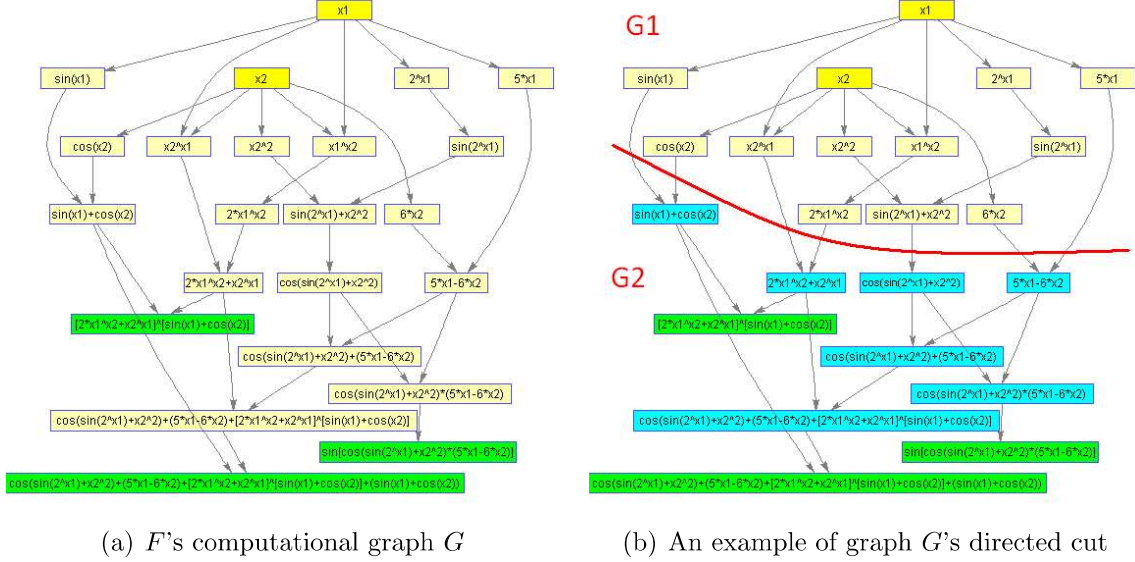 x1
sin(x1)
x2
2^x1
5*x1
cos(x2)
x2^x1
x2^2
x1^x2
sin(2^x1)
sin(x1)+cos(x2)
2*x1^x2
sin(2^x1)+x2^2
6*x2
2*x1^x2+x2^x1
cos(sin(2^x1)+x2^2)
5*x1-6*x2
[2*x1^x2+x2^x1]^[sin(x1)+cos(x2)]
cos(sin(2^x1)+x2^2)+(5*x1-6*x2)
cos(sin(2^x1)+x2^2)*(5*x1-6*x2)
cos(sin(2^x1)+x2^2)+(5*x1-6*x2)+[2*x1^x2+x2^x1]^[sin(x1)+cos(x2)]
sin[cos(sin(2^x1)+x2^2)*(5*x1-6*x2)]
cos(sin(2^x1)+x2^2)+(5*x1-6*x2)+[2*x1^x2+x2^x1]^[sin(x1)+cos(x2)]+(sin(x1)+cos(x2))
(a) F's computational graph G
G1
x1
sin(x1)
x2
2^x1
5*x1
cos(x2)
x2^x1
x2^2
x1^x2
sin(2^x1)
sin(x1)+cos(x2)
2*x1^x2
sin(2^x1)+x2^2
6*x2
G2
2*x1^x2+x2^x1
cos(sin(2^x1)+x2^2)
5*x1-6*x2
[2*x1^x2+x2^x1]^[sin(x1)+cos(x2)]
cos(sin(2^x1)+x2^2)+(5*x1-6*x2)
cos(sin(2^x1)+x2^2)*(5*x1-6*x2)
cos(sin(2^x1)+x2^2)+(5*x1-6*x2)+[2*x1^x2+x2^x1]^[sin(x1)+cos(x2)]
sin[cos(sin(2^x1)+x2^2)*(5*x1-6*x2)]
cos(sin(2^x1)+x2^2)+(5*x1-6*x2)+[2*x1^x2+x2^x1]^[sin(x1)+cos(x2)]+(sin(x1)+cos(x2))
(b) An example of graph G's directed cut